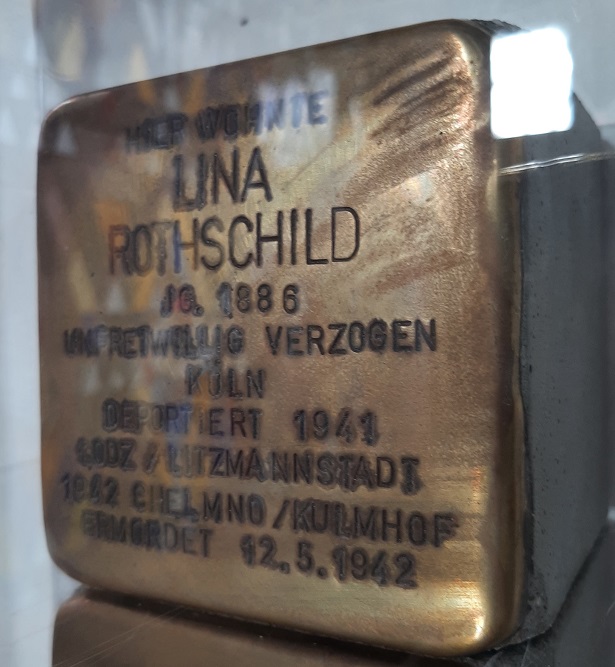 HIER WOHNTE
LINA
ROTHSCHILD
JG. 1886
UNFREIWILLIG VERZOGEN
KÖLN
DEPORTIERT 1941
ŁODZ / LITZMANNSTADT
1942 CHELMNO / KULMHOF
ERMORDET 12.5.1942